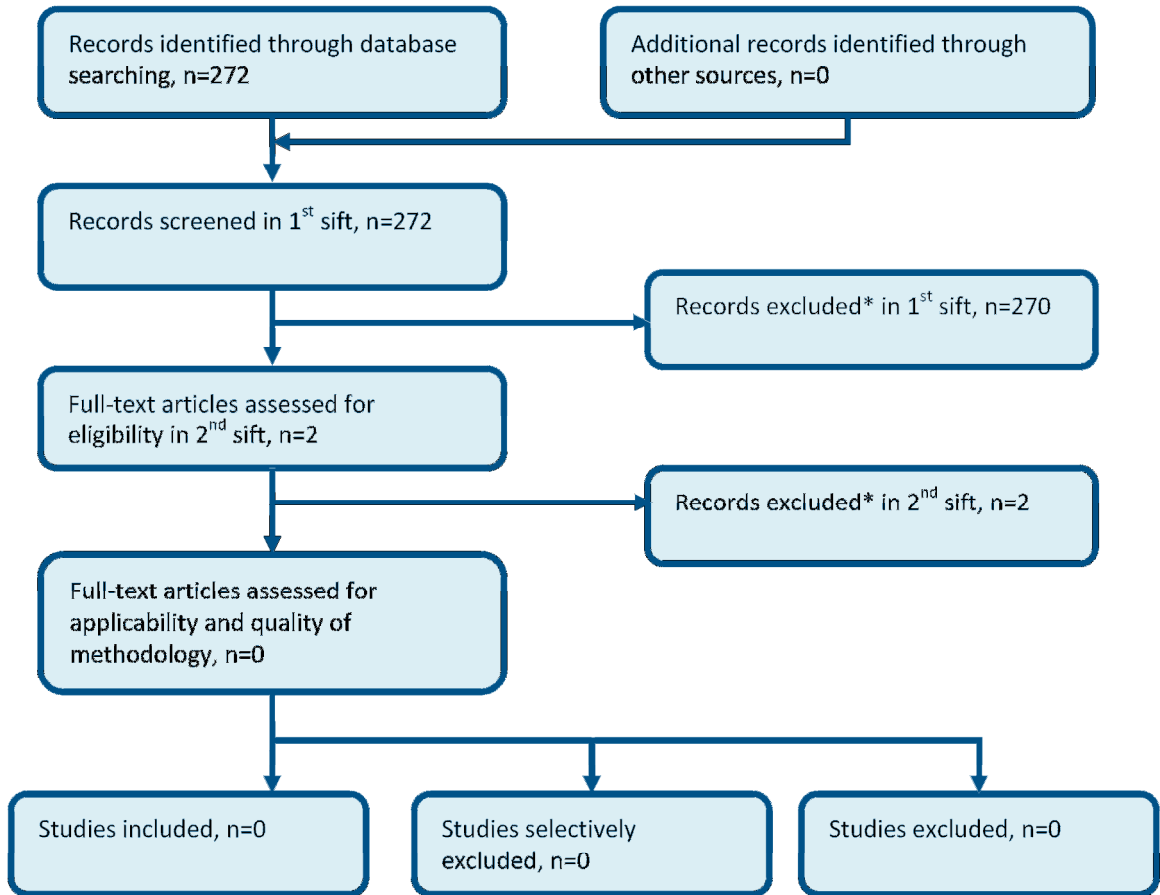 Records identified through database
searching, n=272
Additional records identified through
other sources, n=0
Records screened in 1st sift, n=272
Records excluded* in 1st sift, n=270
Full-text articles assessed for
eligibility in 2nd sift, n=2
Records excluded* in 2nd sift, n=2
Full-text articles assessed for
applicability and quality of
methodology, n=0
Studies included, n=0
Studies selectively
excluded, n=0
Studies excluded, n=0